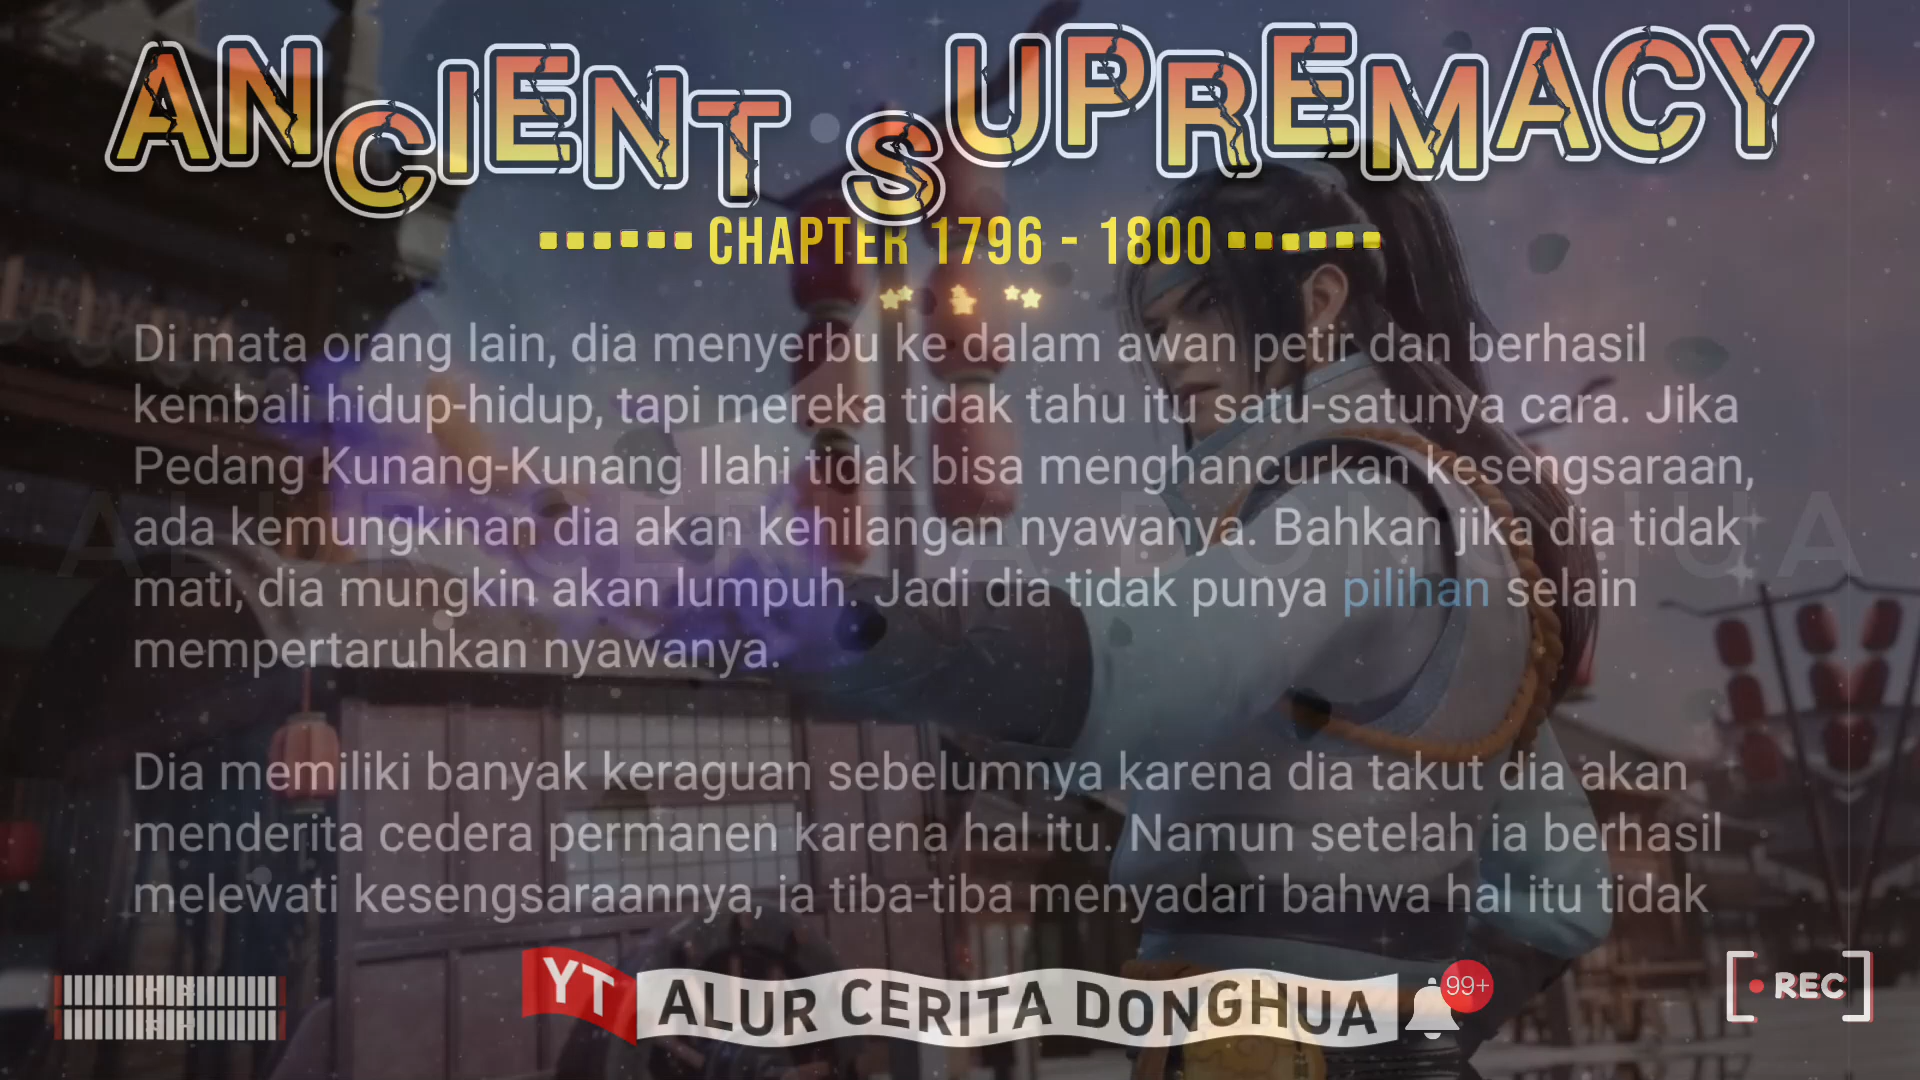 ANCIENT SUPREMACY
CHAPTER 1796 - 1800
Di mata orang lain, dia menyerbu ke dalam awan petir dan berhasil
kembali hidup-hidup, tapi mereka tidak tahu itu satu-satunya cara. Jika
Pedang Kunang-Kunang Ilahi tidak bisa menghancurkan kesengsaraan,
ada kemungkinan dia akan kehilangan nyawanya. Bahkan jika dia tidak
ALUR CERITA DONGHUA
mati, dia mungkin akan lumpuh. Jadi dia tidak punya pilihan selain
mempertaruhkan nyawanya.
Dia memiliki banyak keraguan sebelumnya karena dia takut dia akan
menderita cedera permanen karena hal itu. Namun setelah ia berhasil
melewati kesengsaraannya, ia tiba-tiba menyadari bahwa hal itu tidak
YT ALUR CERITA DONGHUA 99+
REC